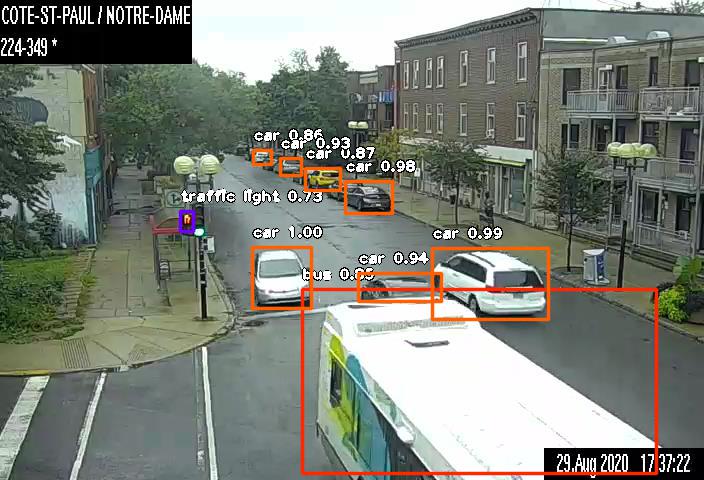 COTE-ST-PAUL / NOTRE-DAME
224-349 *
car 0.86
car 0.93
car 0.87
car 0.98
traffic light 0.73
car 1.00
car 0.99
car 0.94
29.Aug 2020 17:37:22